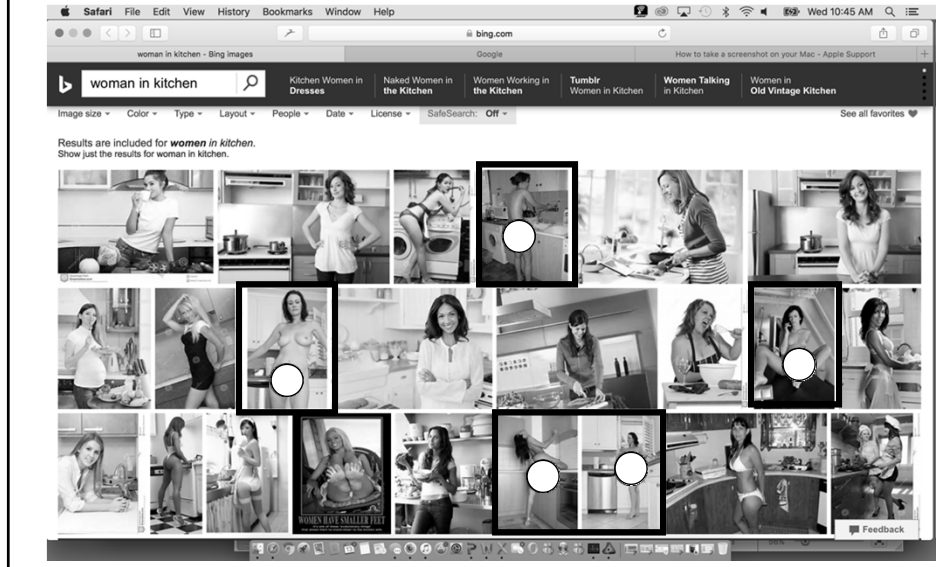 Safari File Edit View History Bookmarks Window Help
Wed 10:45 AM
bing.com
woman in kitchen - Bing images
Google
How to take a screenshot on your Mac - Apple Support
woman in kitchen
Kitchen Women in
Dresses
Naked Women in
the Kitchen
Women Working in
the Kitchen
Tumblr
Women in Kitchen
Women Talking
in Kitchen
Women in
Old Vintage Kitchen
Image size Color Type Layout People Date License SafeSearch: Off
See all favorites
Results are included for women in kitchen.
Show just the results for woman in kitchen.
WOMEN HAVE SMALLER FEET
Feedback